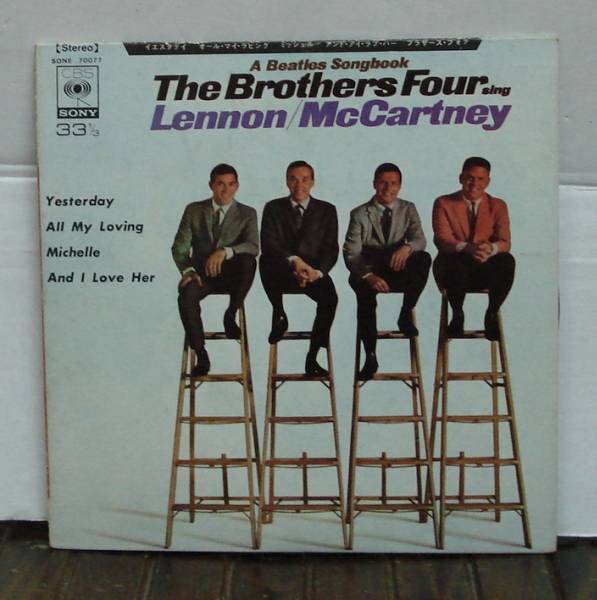 イエスタデイ オール・マイ・ラビング ミッシェル アンド・アイ・ラブ・ハー ブラザース・フォア
【Stereo】
SONE 70077
CBS
SONY
33 1/3
A Beatles Songbook
The Brothers Four sing
Lennon/McCartney
Yesterday
All My Loving
Michelle
And I Love Her